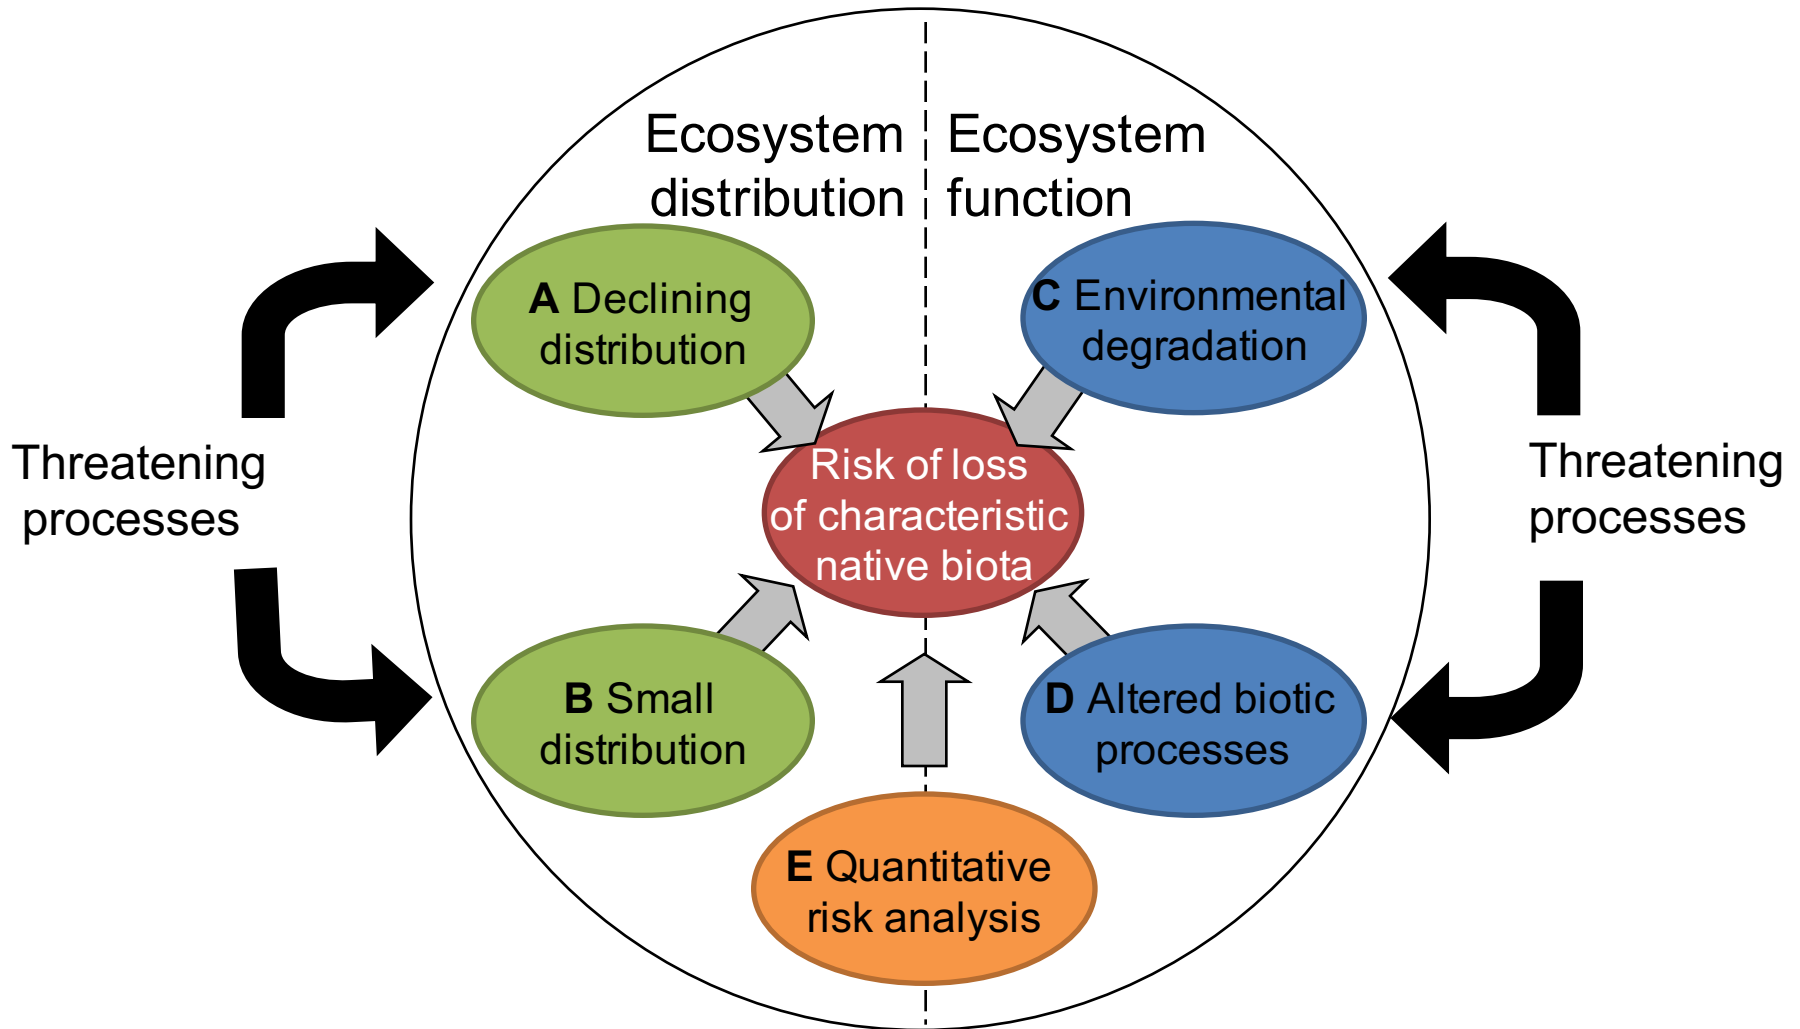 Ecosystem
distribution
Ecosystem
function
A Declining
distribution
C Environmental
degradation
Threatening
processes
Risk of loss
of characteristic
native biota
Threatening
processes
B Small
distribution
D Altered biotic
processes
E Quantitative
risk analysis